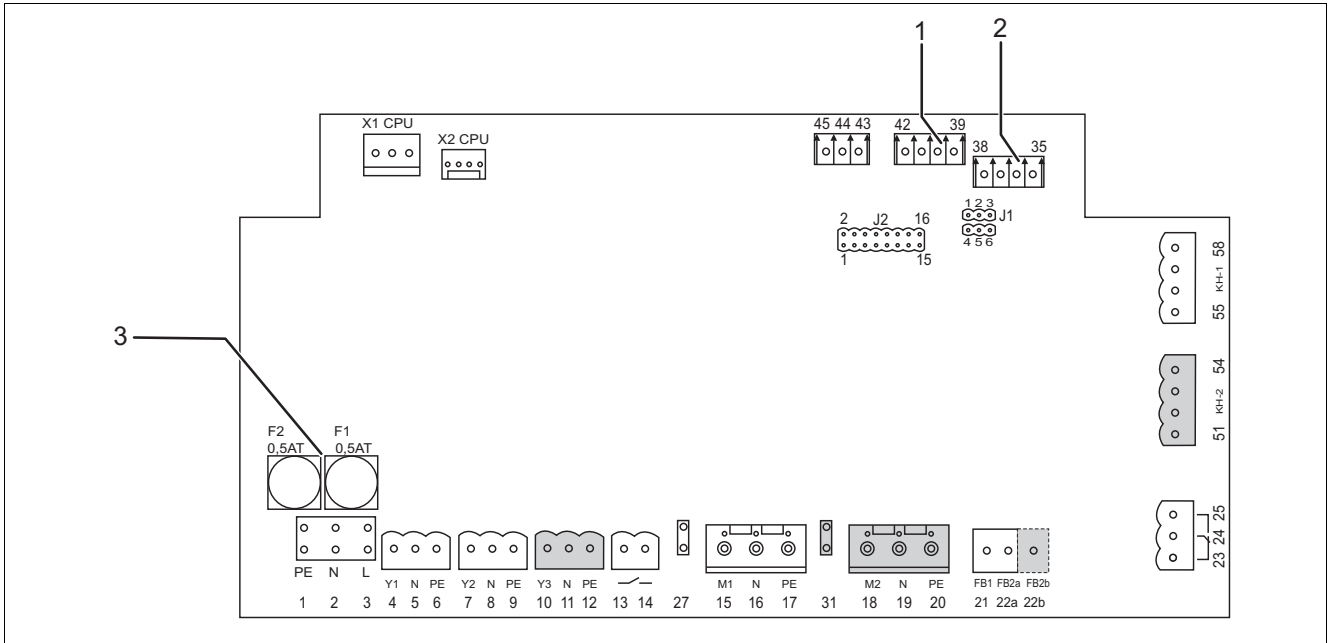 1 2
X1 CPU
X2 CPU
45 44 43
42 39
38 35
1 2 3
J1
4 5 6
2 J2 16
1 15
58
KH-1
55
3
54
KH-2
51
F2 F1
0,5AT 0,5AT
25
24
23
PE N L
Y1 N PE Y2 N PE Y3 N PE M1 N PE M2 N PE FB1 FB2a FB2b
1 2 3 4 5 6 7 8 9 10 11 12 13 14 27 15 16 17 31 18 19 20 21 22a 22b